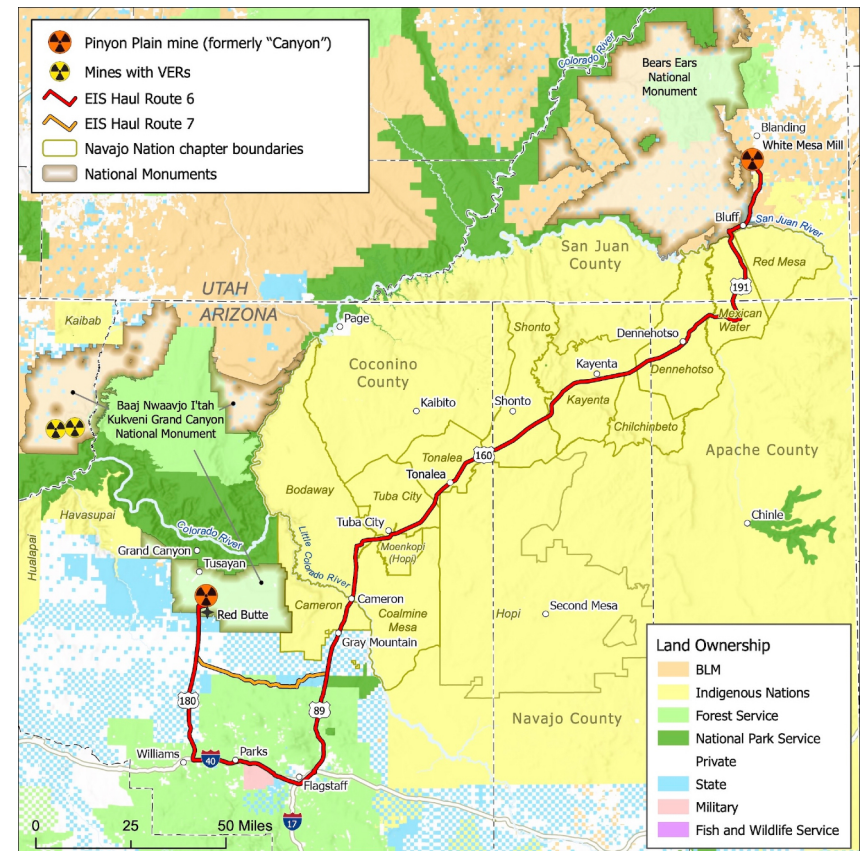 Pinyon Plain mine (formerly “Canyon”)
Mines with VERs
EIS Haul Route 6
EIS Haul Route 7
Navajo Nation chapter boundaries
National Monuments
Colorado River
Bears Ears
National
Monument
Blanding
White Mesa Mill
Bluff
San Juan River
San Juan
County
Red Mesa
UTAH
ARIZONA
191
Kaibab
Page
Shonto
Mexican
Water
Dennehotso
Coconino
County
Kayenta
Dennehotso
Baaj Nwaavjo I'tah
Kukveni Grand Canyon
National Monument
Kaibito
Shonto
Kayenta
Chilchinbeto
Tonalea
160
Apache County
Tonalea
Bodaway
Tuba City
Havasupai
Colorado River
Tuba City
Chinle
Hualapai
Grand Canyon
Little Colorado River
Moenkopi
(Hopi)
Tusayan
Red Butte
Cameron
Cameron
Coalmine
Mesa
Hopi
Second Mesa
Gray Mountain
180
89
Navajo County
Williams
40
Parks
Flagstaff
17
0 25 50 Miles
Land Ownership
BLM
Indigenous Nations
Forest Service
National Park Service
Private
State
Military
Fish and Wildlife Service